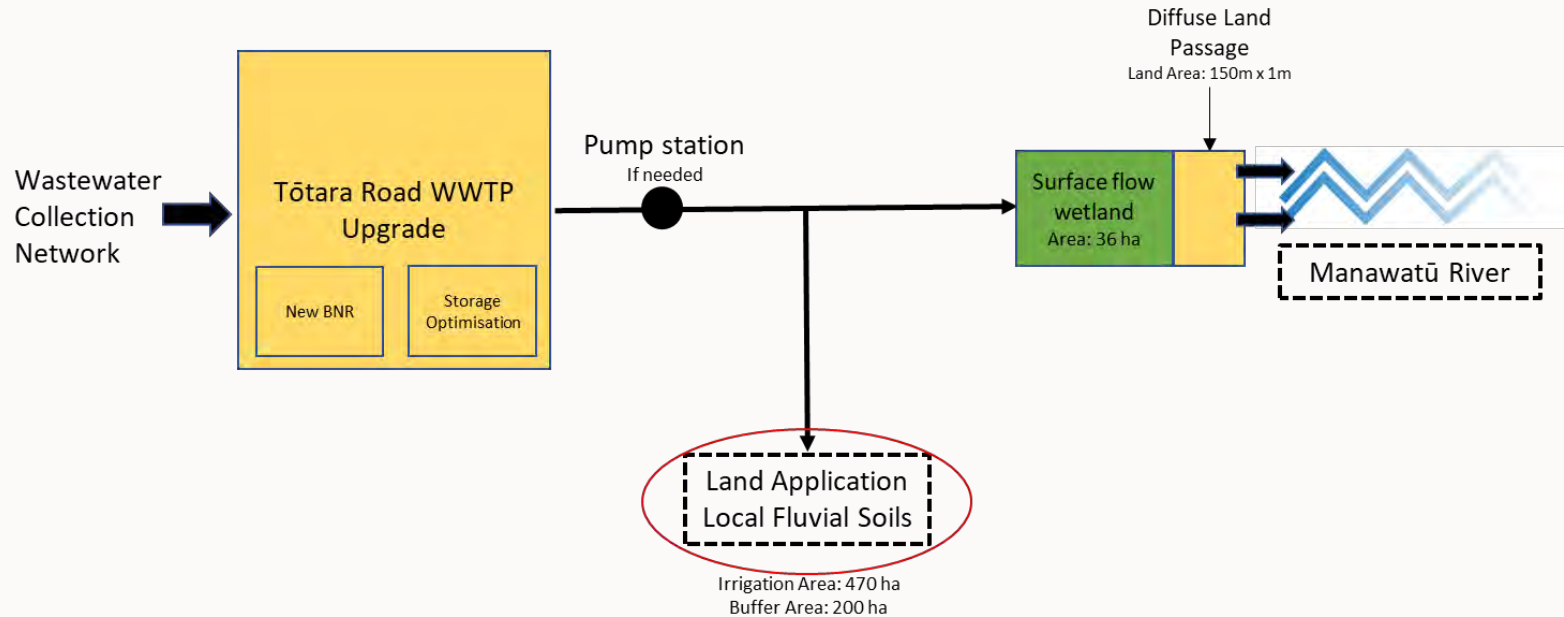 Wastewater
Collection
Network
Tōtara Road WWTP
Upgrade
New BNR
Storage
Optimisation
Pump station
If needed
Diffuse Land
Passage
Land Area: 150m x 1m
Surface flow
wetland
Area: 36 ha
Manawatū River
Land Application
Local Fluvial Soils
Irrigation Area: 470 ha
Buffer Area: 200 ha